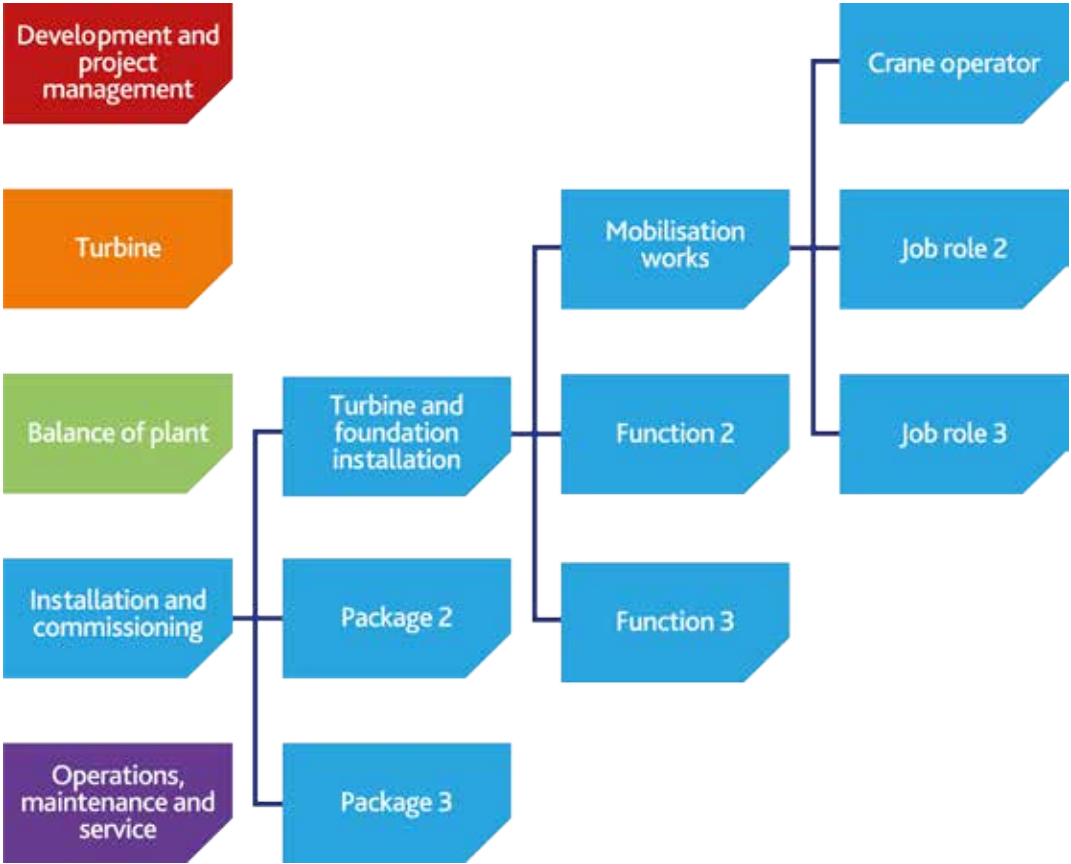 Development and
project
management
Crane operator
Turbine
Mobilisation
works
Job role 2
Balance of plant
Turbine and
foundation
installation
Function 2
Job role 3
Installation and
commissioning
Package 2
Function 3
Operations,
maintenance and
service
Package 3